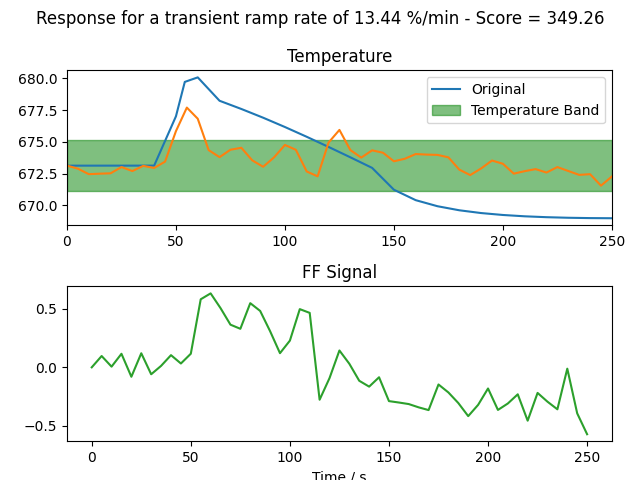 Response for a transient ramp rate of 13.44 %/min - Score = 349.26
Temperature
680.0
677.5
675.0
672.5
670.0
Original
Temperature Band
0 50 100 150 200 250
FF Signal
0.5
0.0
−0.5
0 50 100 150 200 250
Time / s